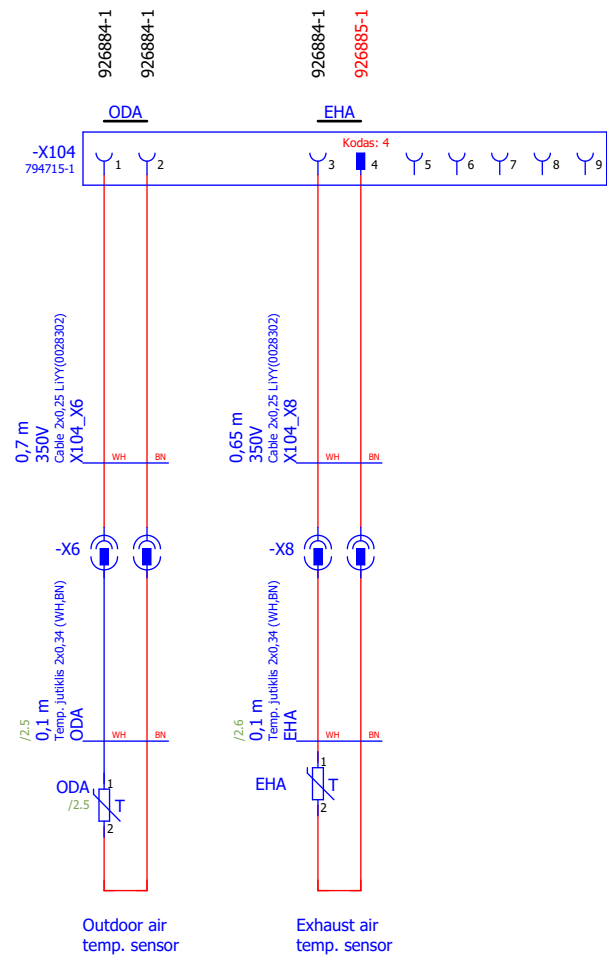 926884-1
926884-1
926884-1
926885-1
ODA
EHA
-X104
794715-1
Kodas: 4
1
2
3
4
5
6
7
8
9
0,7 m
350V
Cable 2x0,25 LiYY(0028302)
X104_X6
WH
BN
0,65 m
350V
Cable 2x0,25 LiYY(0028302)
X104_X8
WH
BN
-X6
-X8
/2.5
0,1 m
Temp. jutiklis 2x0,34 (WH,BN)
ODA
WH
BN
/2.6
0,1 m
Temp. jutiklis 2x0,34 (WH,BN)
EHA
WH
BN
ODA
/2.5
1
T
2
EHA
1
T
2
Outdoor air
temp. sensor
Exhaust air
temp. sensor